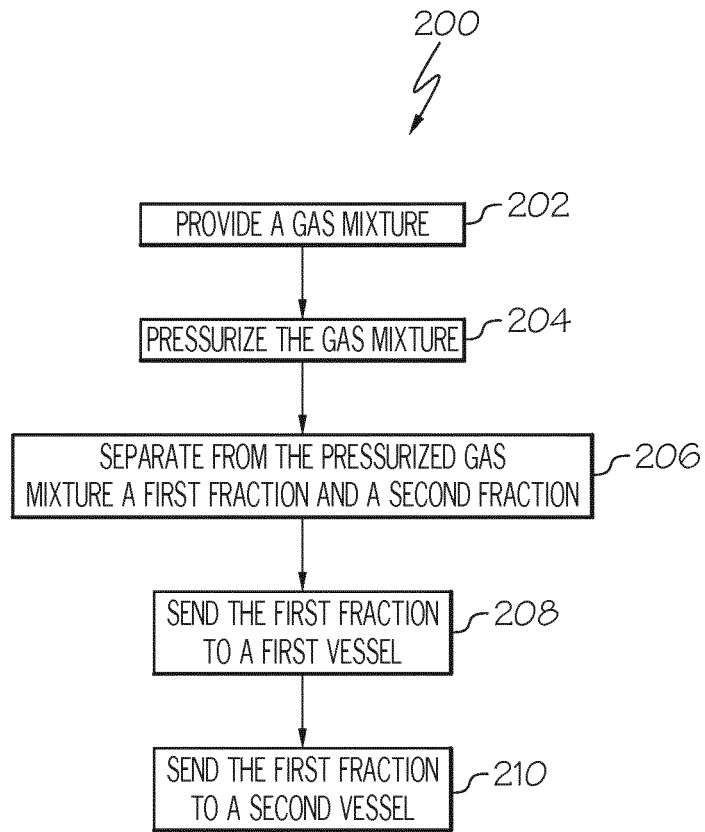 200
PROVIDE A GAS MIXTURE
202
PRESSURIZE THE GAS MIXTURE
204
SEPARATE FROM THE PRESSURIZED GAS
MIXTURE A FIRST FRACTION AND A SECOND FRACTION
206
SEND THE FIRST FRACTION
TO A FIRST VESSEL
208
SEND THE FIRST FRACTION
TO A SECOND VESSEL
210